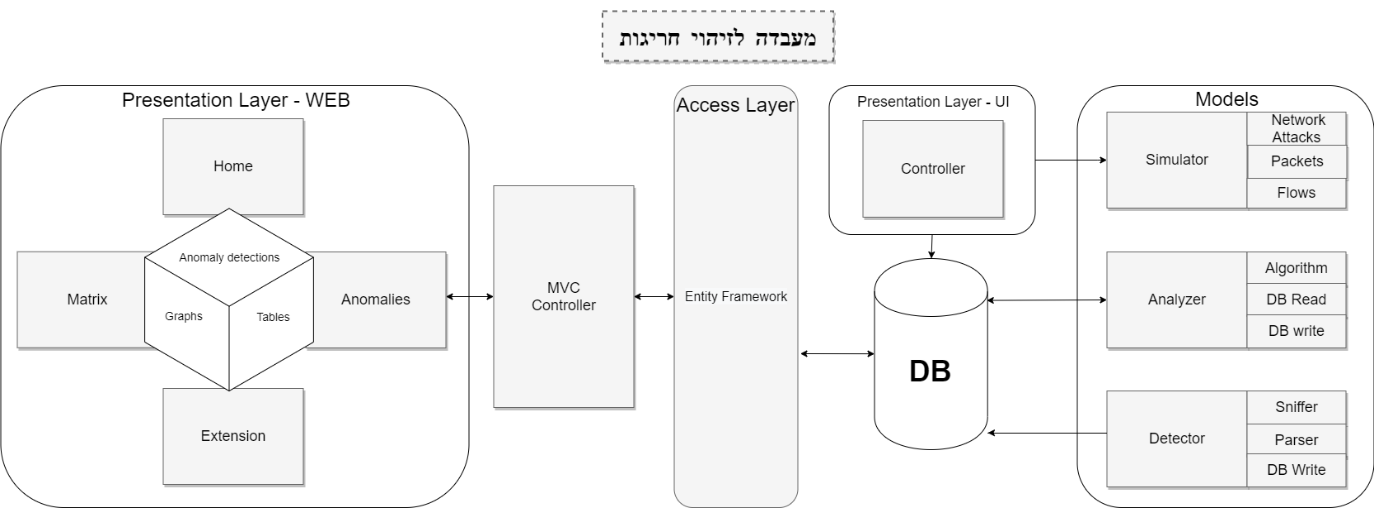 מעבדה לזיהוי חריגות
Presentation Layer - WEB
Home
Anomaly detections
Matrix
Graphs
Tables
Anomalies
Extension
MVC
Controller
Access Layer
Entity Framework
Presentation Layer - UI
Controller
DB
Models
Simulator
Network
Attacks
Packets
Flows
Analyzer
Algorithm
DB Read
DB write
Detector
Sniffer
Parser
DB Write